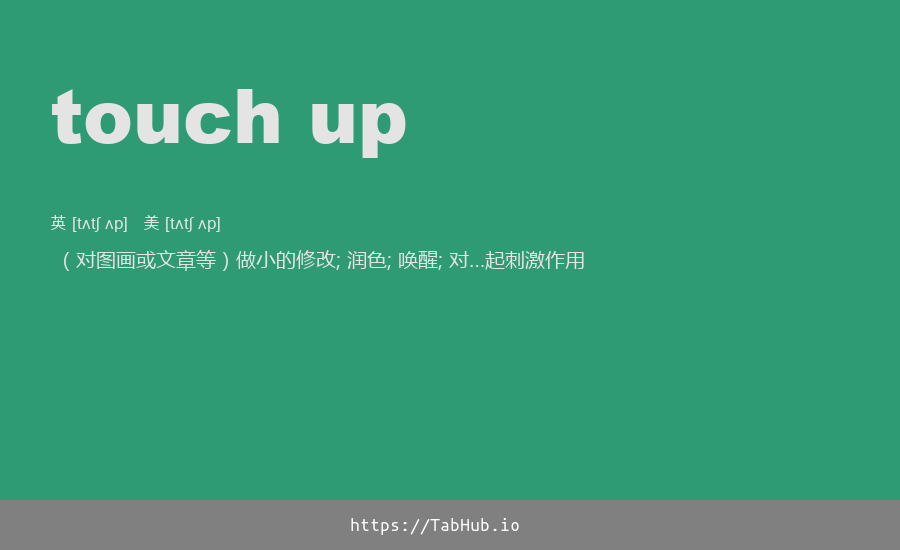 touch up
英 [tʌtʃ ʌp] 美 [tʌtʃ ʌp]
（对图画或文章等）做小的修改; 润色; 唤醒; 对…起刺激作用
https://TabHub.io